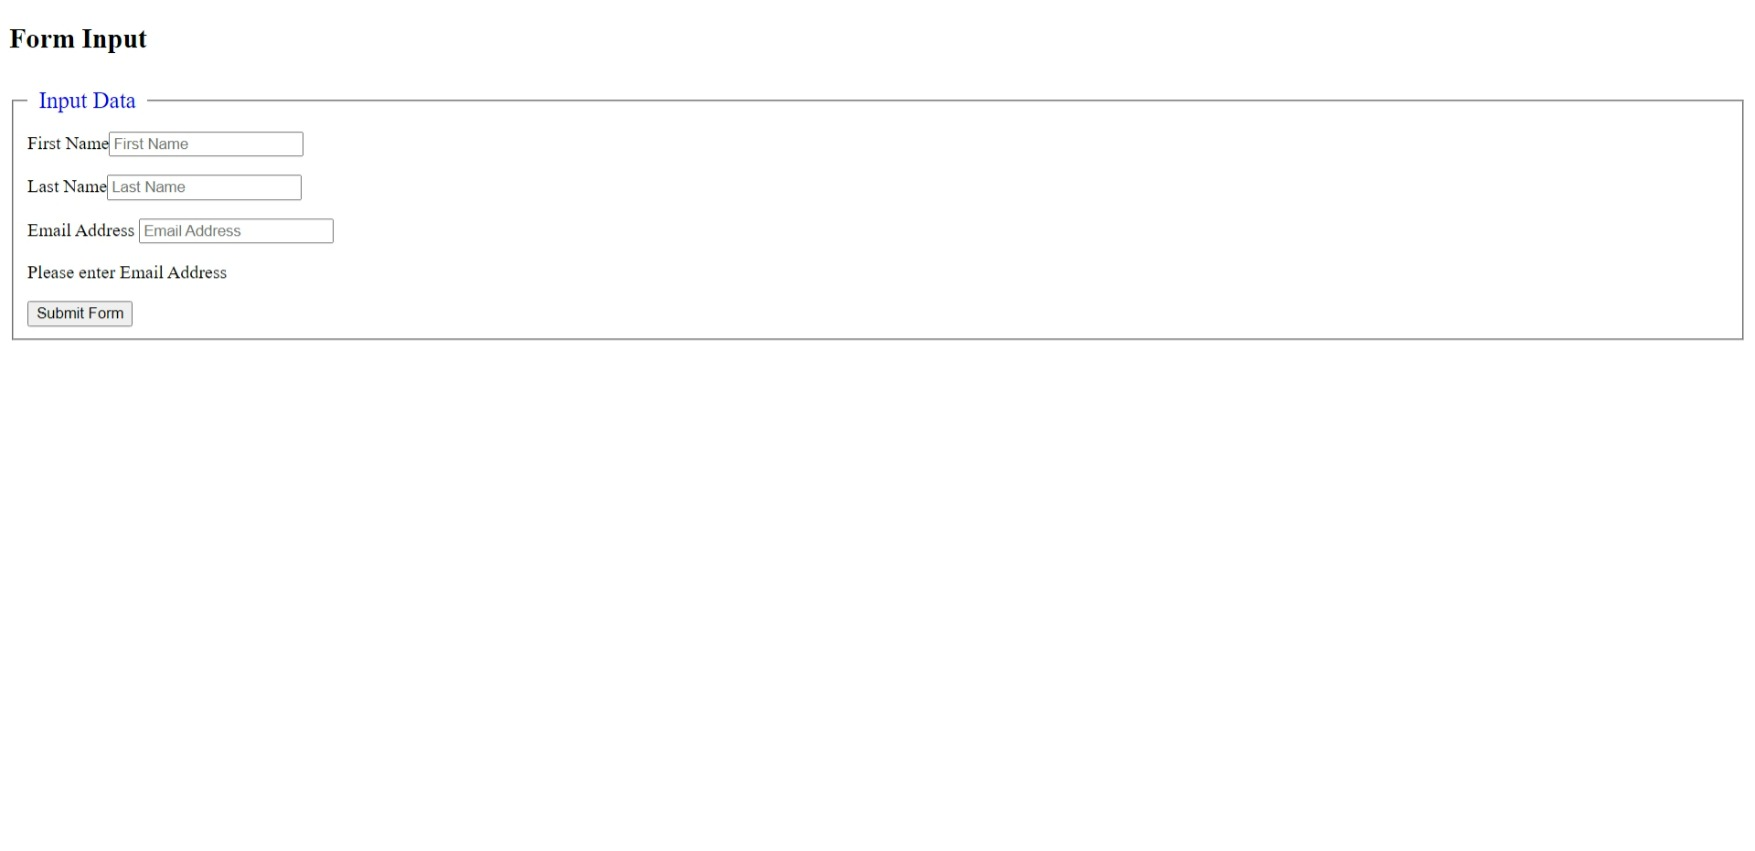 Form Input
Input Data
First Name First Name
Last Name Last Name
Email Address Email Address
Please enter Email Address
Submit Form